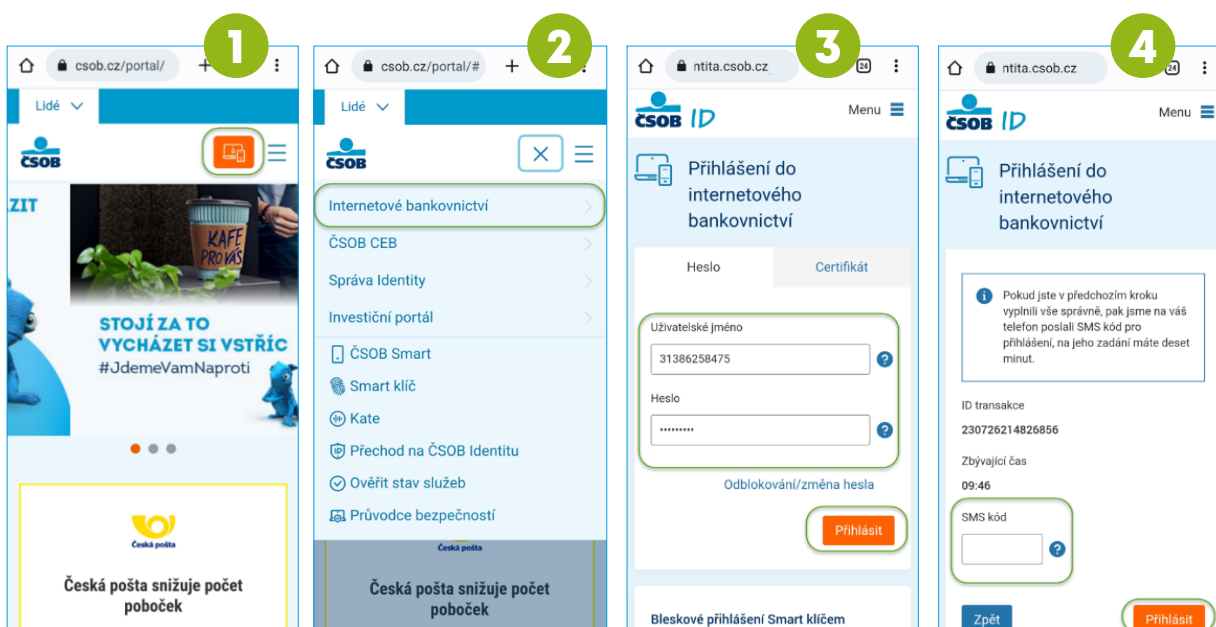 1
csob.cz/portal/
Lidé
ČSOB
ZIT
KAFE
PRO VÁS
STOJÍ ZA TO
VYCHÁZET SI VSTŘÍC
#JdemeVamNaproti
Česká pošta
Česká pošta snižuje počet
poboček
2
csob.cz/portal/#
Lidé
ČSOB
Internetové bankovnictví
ČSOB CEB
Správa Identity
Investiční portál
ČSOB Smart
Smart klíč
Kate
Přechod na ČSOB Identitu
Ověřit stav služeb
Průvodce bezpečností
Česká pošta
Česká pošta snižuje počet
poboček
3
ntita.csob.cz
24
ČSOB ID
Menu
Přihlášení do
internetového
bankovnictví
Heslo
Certifikát
Uživatelské jméno
31386258475
?
Heslo
•••••••••
?
Odblokování/změna hesla
Přihlásit
Bleskové přihlášení Smart klíčem
4
ntita.csob.cz
24
ČSOB ID
Menu
Přihlášení do
internetového
bankovnictví
Pokud jste v předchozím kroku
vyplnili vše správně, pak jsme na váš
telefon poslali SMS kód pro
přihlášení, na jeho zadání máte deset
minut.
ID transakce
230726214826856
Zbývající čas
09:46
SMS kód
?
Zpět
Přihlásit